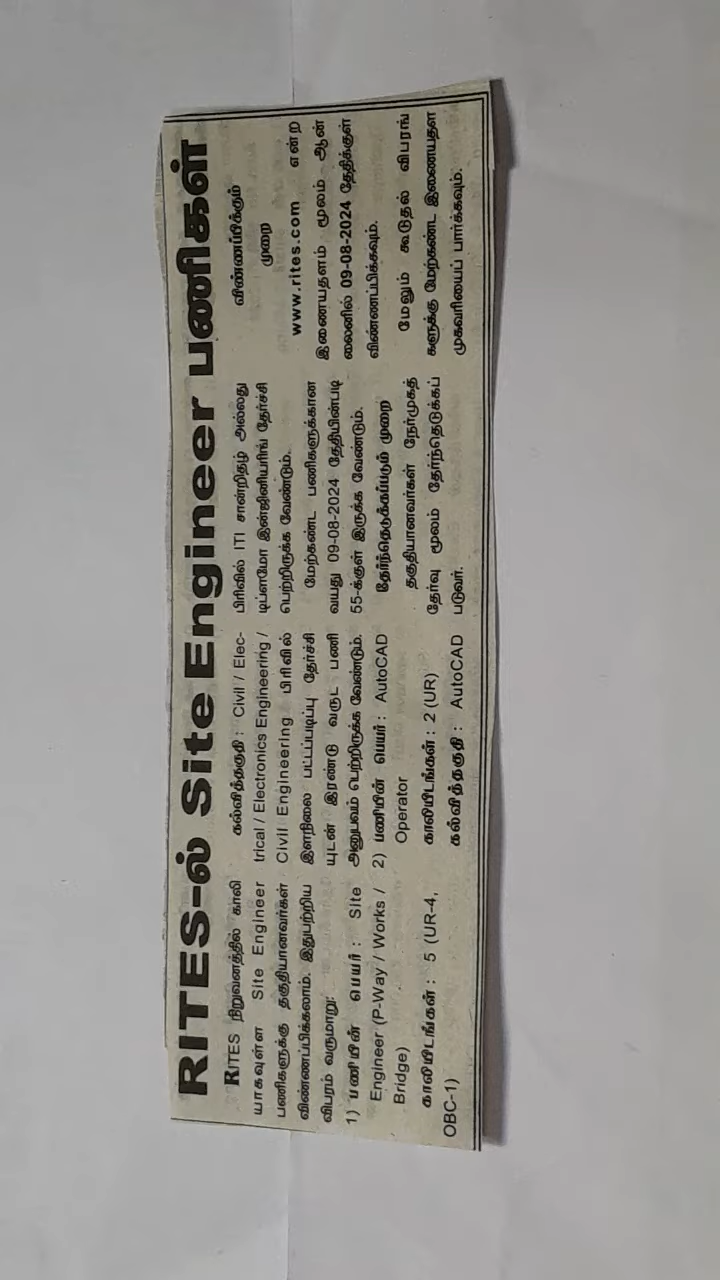 RITES-ல் Site Engineer பணிகள்
RITES நிறுவனத்தில் காலி
யாகவுள்ள Site Engineer
பணிகளுக்கு தகுதியானவர்கள்
விண்ணப்பிக்கலாம். இதுபற்றிய
விபரம் வருமாறு:
1) பணியின் பெயர் : Site
Engineer (P-Way / Works /
Bridge)
காலியிடங்கள் : 5 (UR-4,
OBC-1)
கல்வித்தகுதி : Civil / Elec-
trical / Electronics Engineering /
Civil Engineering பிரிவில்
இளநிலை பட்டப்படிப்பு தேர்ச்சி
யுடன் இரண்டு வருட பணி
அனுபவம் பெற்றிருக்க வேண்டும்.
2) பணியின் பெயர் : AutoCAD
Operator
காலியிடங்கள் : 2 (UR)
கல்வித்தகுதி : AutoCAD
பிரிவில் ITI சான்றிதழ் அல்லது
டிப்ளமோ இன்ஜினியரிங் தேர்ச்சி
பெற்றிருக்க வேண்டும்.
மேற்கண்ட பணிகளுக்கான
வயது 09-08-2024 தேதியின்படி
55-க்குள் இருக்க வேண்டும்.
தேர்ந்தெடுக்கப்படும் முறை
தகுதியானவர்கள் நேர்முகத்
தேர்வு மூலம் தேர்ந்தெடுக்கப்
படுவர்.
விண்ணப்பிக்கும்
முறை
www.rites.com என்ற
இணையதளம் மூலம் ஆன்
லைனில் 09-08-2024 தேதிக்குள்
விண்ணப்பிக்கவும்.
மேலும் கூடுதல் விபரங்
களுக்கு மேற்கண்ட இணையதள
முகவரியைப் பார்க்கவும்.